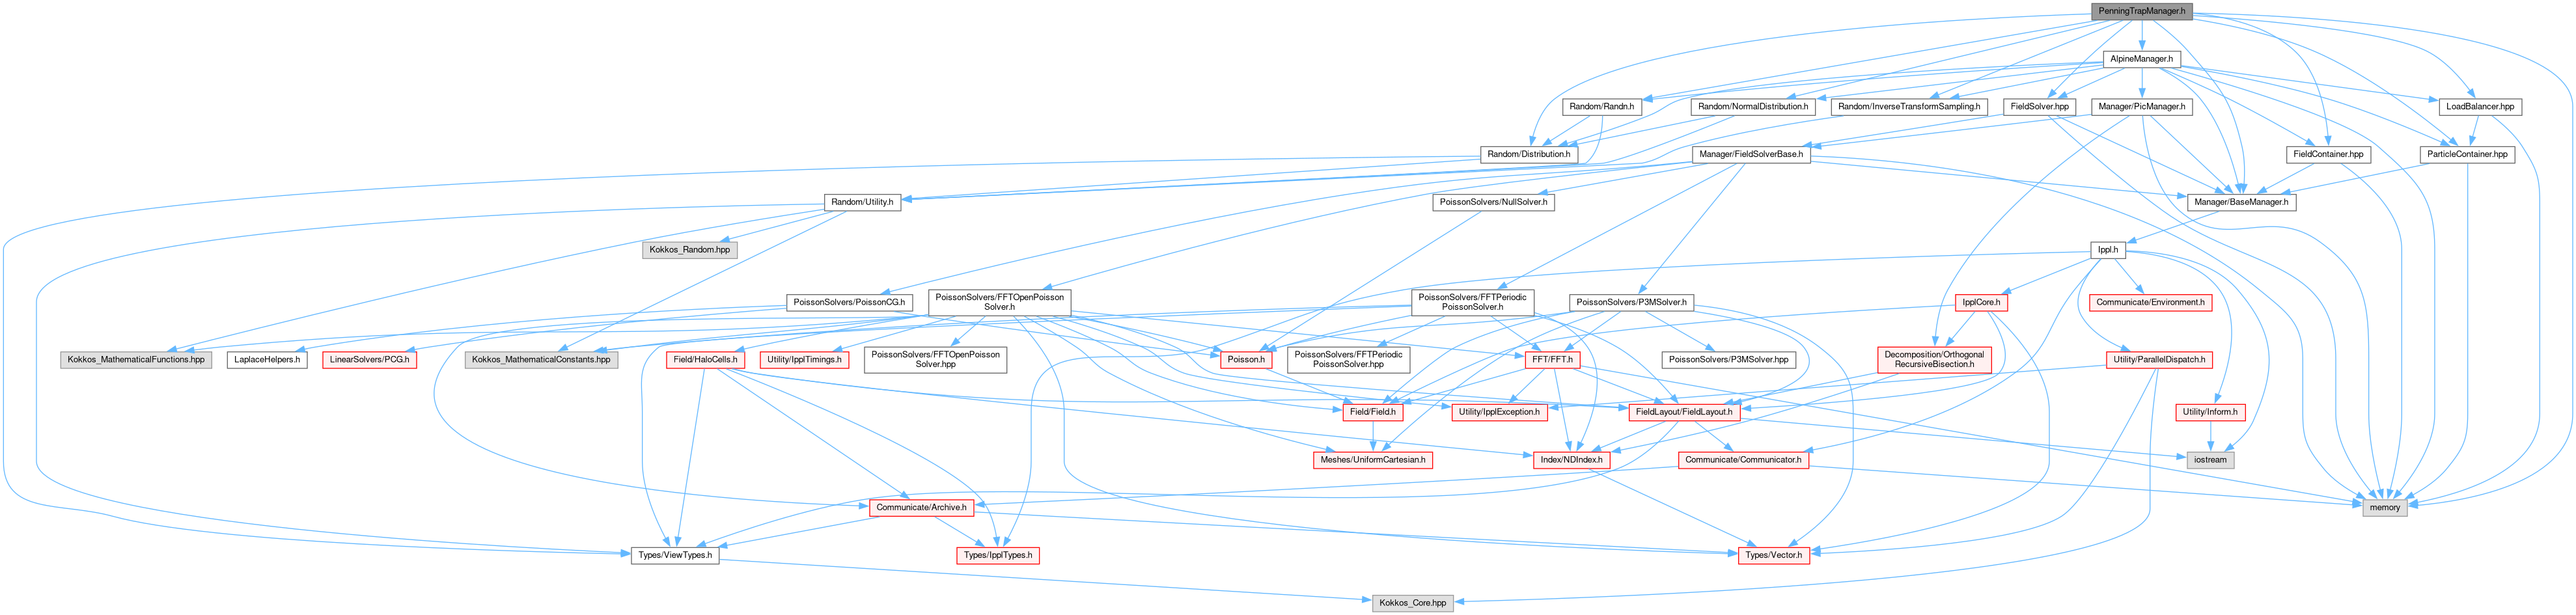 PenningTrapManager.h
AlpineManager.h
Random/Randn.h
Random/NormalDistribution.h
Random/InverseTransformSampling.h
FieldSolver.hpp
Manager/PicManager.h
LoadBalancer.hpp
Random/Distribution.h
Manager/FieldSolverBase.h
FieldContainer.hpp
ParticleContainer.hpp
Random/Utility.h
PoissonSolvers/NullSolver.h
Manager/BaseManager.h
Kokkos_Random.hpp
Ippl.h
PoissonSolvers/PoissonCG.h
PoissonSolvers/FFTOpenPoisson
Solver.h
PoissonSolvers/FFTPeriodic
PoissonSolver.h
PoissonSolvers/P3MSolver.h
IpplCore.h
Communicate/Environment.h
Kokkos_MathematicalFunctions.hpp
LaplaceHelpers.h
LinearSolvers/PCG.h
Kokkos_MathematicalConstants.hpp
Field/HaloCells.h
Utility/IpplTimings.h
PoissonSolvers/FFTOpenPoisson
Solver.hpp
Poisson.h
PoissonSolvers/FFTPeriodic
PoissonSolver.hpp
FFT/FFT.h
PoissonSolvers/P3MSolver.hpp
Decomposition/Orthogonal
RecursiveBisection.h
Utility/ParallelDispatch.h
Field/Field.h
Utility/IpplException.h
FieldLayout/FieldLayout.h
Utility/Inform.h
Meshes/UniformCartesian.h
Index/NDIndex.h
Communicate/Communicator.h
iostream
Communicate/Archive.h
memory
Types/ViewTypes.h
Types/IpplTypes.h
Types/Vector.h
Kokkos_Core.hpp